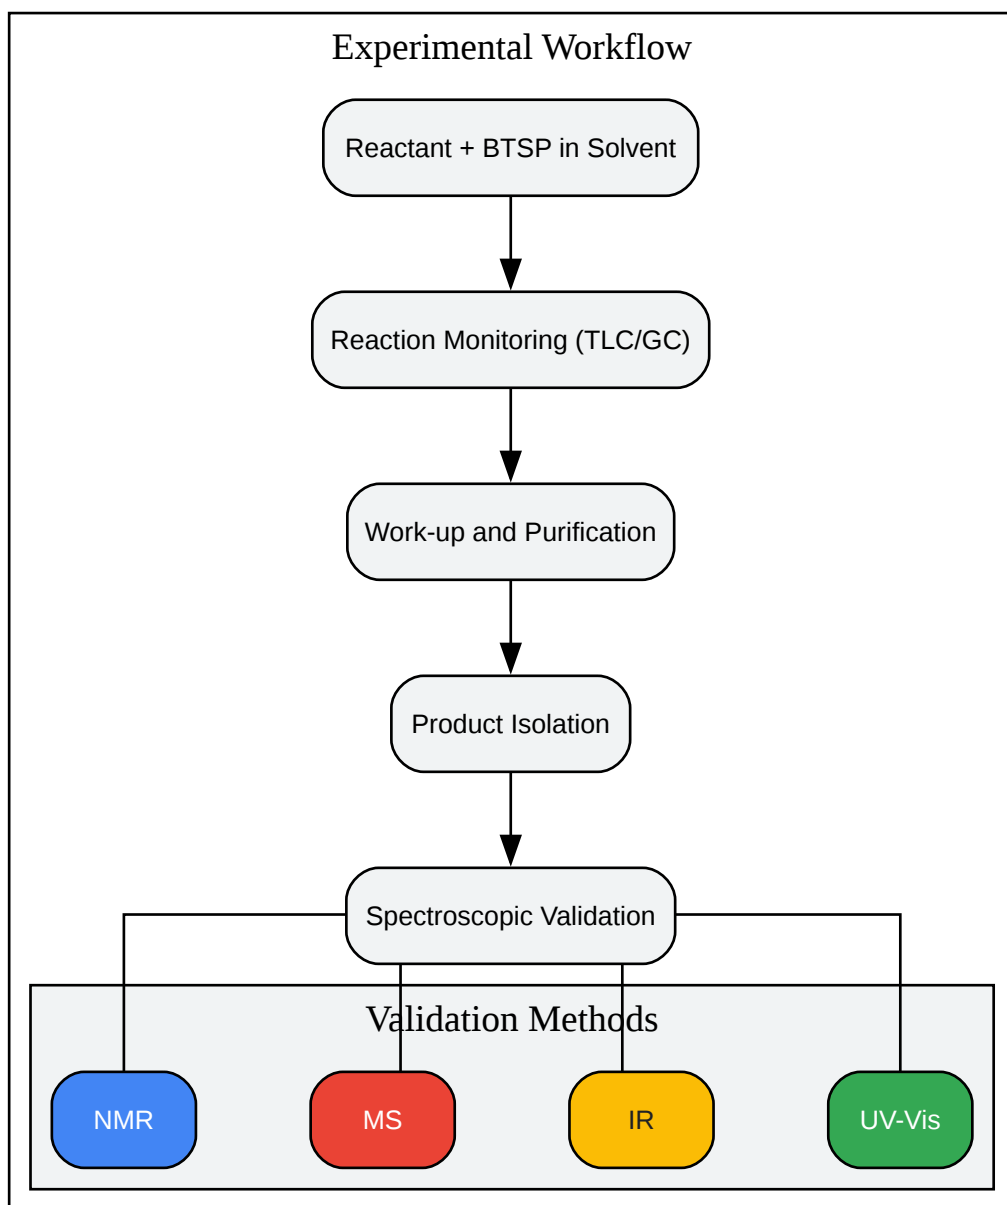 Experimental Workflow
Reactant + BTSP in Solvent
Reaction Monitoring (TLC/GC)
Work-up and Purification
Product Isolation
Spectroscopic Validation
Validation Methods
NMR
MS
IR
UV-Vis